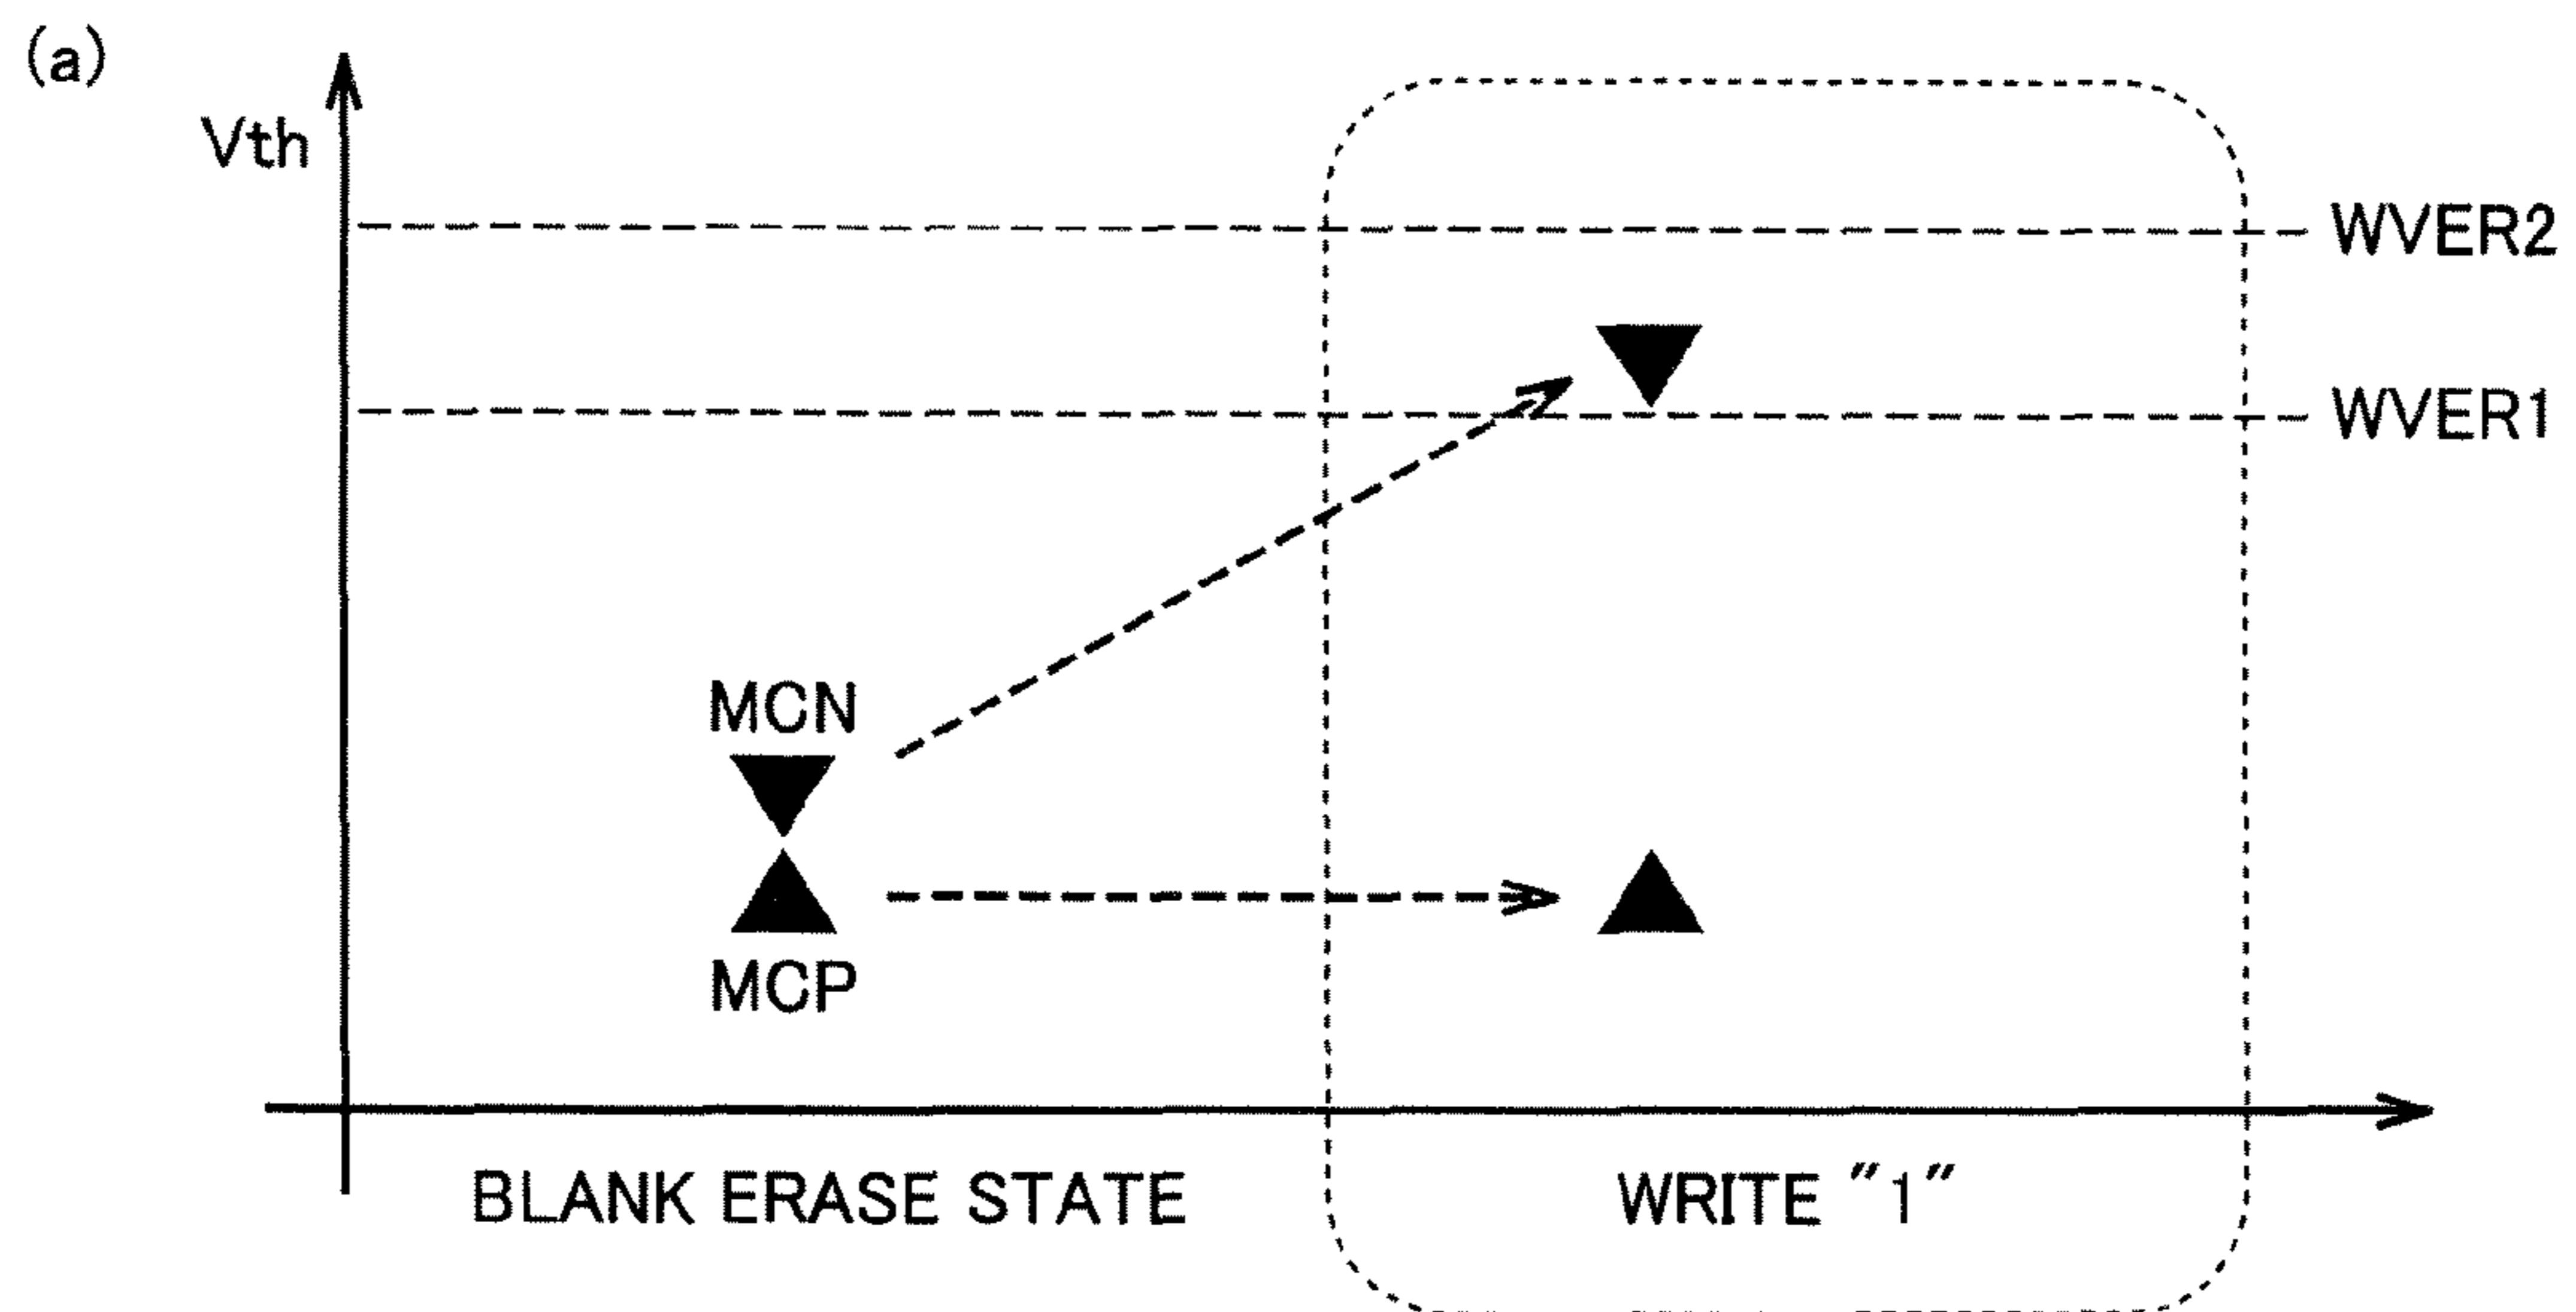 (a)
Vth
WVER2
WVER1
MCN
MCP
BLANK ERASE STATE
WRITE "1"